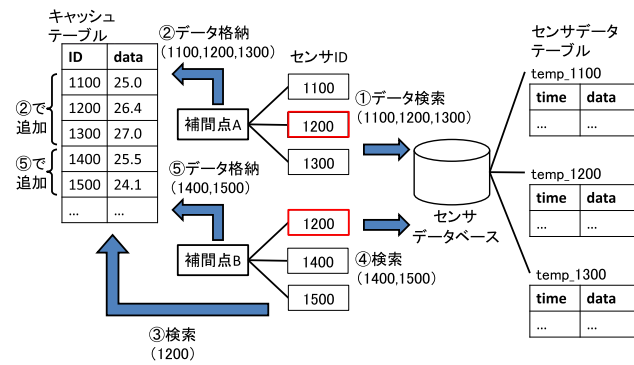 キャッシュ
テーブル
ID data
1100 25.0
1200 26.4
1300 27.0
1400 25.5
1500 24.1
... ...
②で
追加
⑤で
追加
②データ格納
(1100,1200,1300)
センサID
1100
1200
1300
補間点A
①データ検索
(1100,1200,1300)
⑤データ格納
(1400,1500)
補間点B
1200
1400
1500
④検索
(1400,1500)
③検索
(1200)
センサ
データベース
センサデータ
テーブル
temp_1100
time data
... ...
temp_1200
time data
... ...
temp_1300
time data
... ...